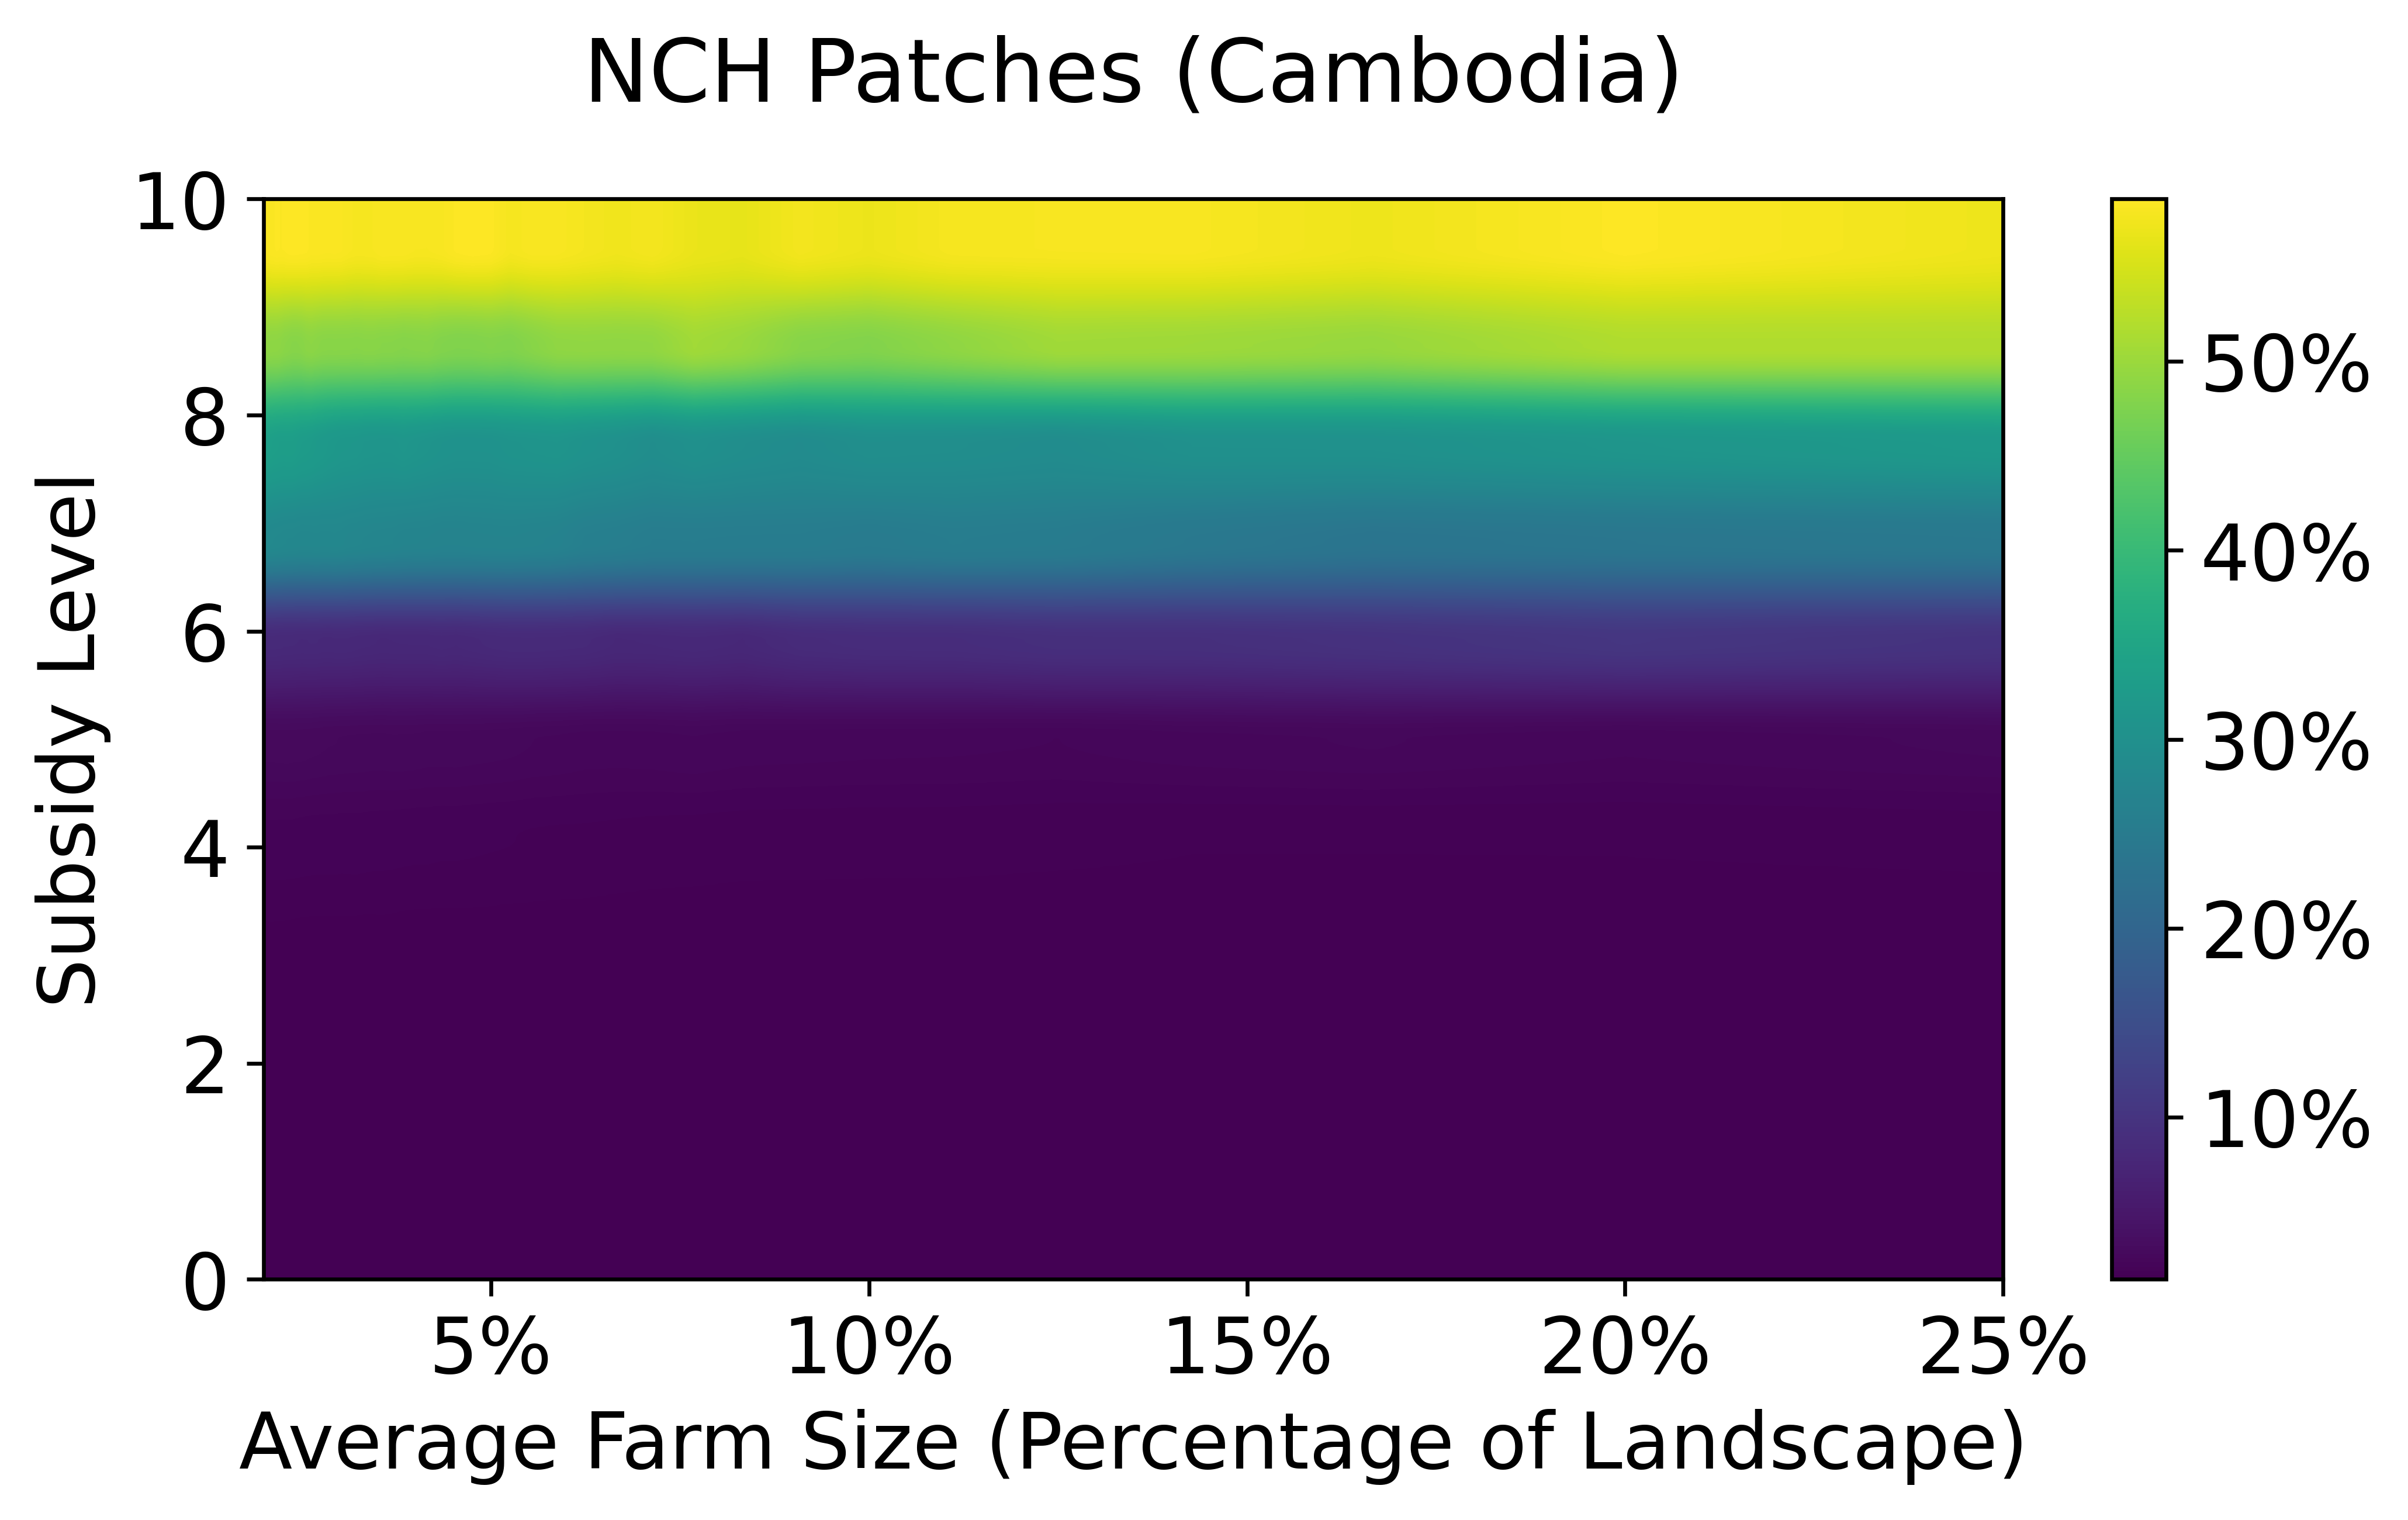 NCH Patches (Cambodia)
10
8
6
4
2
0
Subsidy Level
5% 10% 15% 20% 25%
Average Farm Size (Percentage of Landscape)
50%
40%
30%
20%
10%